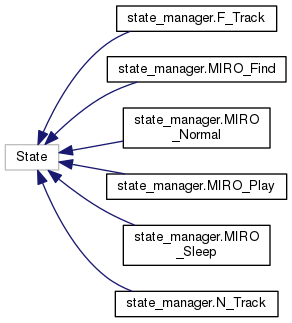 state_manager.F_Track
state_manager.MIRO_Find
state_manager.MIRO
_Normal
State
state_manager.MIRO_Play
state_manager.MIRO
_Sleep
state_manager.N_Track